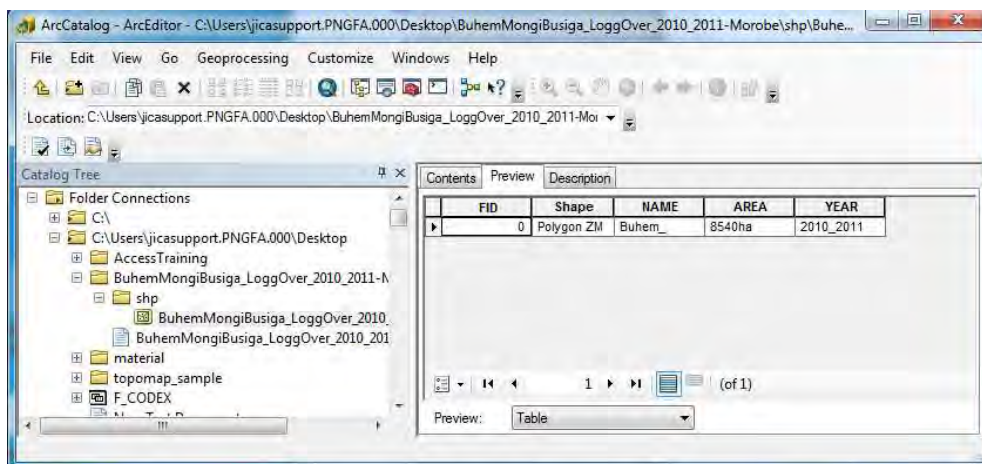 ArcCatalog - ArcEditor - C:\Users\jicasupport.PNGFA.000\Desktop\BuhemMongiBusiga_LoggOver_2010_2011-Morobe\shp\Buhe...
File Edit View Go Geoprocessing Customize Windows Help
Location: C:\Users\jicasupport.PNGFA.000\Desktop\BuhemMongiBusiga_LoggOver_2010_2011-Mor
Catalog Tree
Folder Connections
C:\
C:\Users\jicasupport.PNGFA.000\Desktop
AccessTraining
BuhemMongiBusiga_LoggOver_2010_2011-M
shp
BuhemMongiBusiga_LoggOver_2010_
BuhemMongiBusiga_LoggOver_2010_201
material
topomap_sample
F_CODEX
Contents Preview Description
FID Shape NAME AREA YEAR
0 Polygon ZM Buhem_ 8540ha 2010_2011
1 (of 1)
Preview: Table